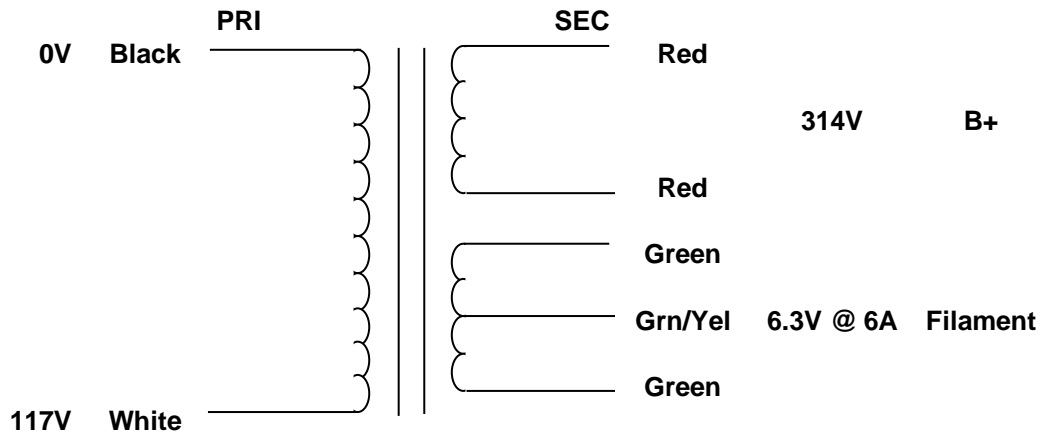 PRI SEC
0V Black Red
314V B+
Red
Green
Grn/Yel 6.3V @ 6A Filament
Green
117V White